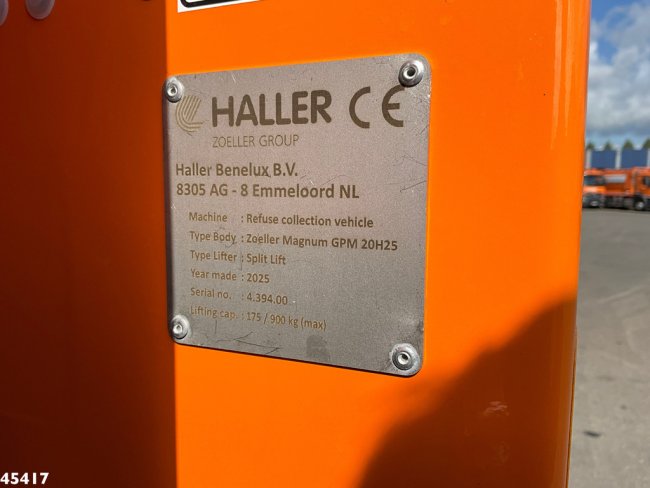 HALLER CE
ZOELLER GROUP
Haller Benelux B.V.
8305 AG - 8 Emmeloord NL
Machine : Refuse collection vehicle
Type Body : Zoeller Magnum GPM 20H25
Type Lifter : Split Lift
Year made : 2025
Serial no. : 4.394.00
Lifting cap. : 175 / 900 kg (max)
45417